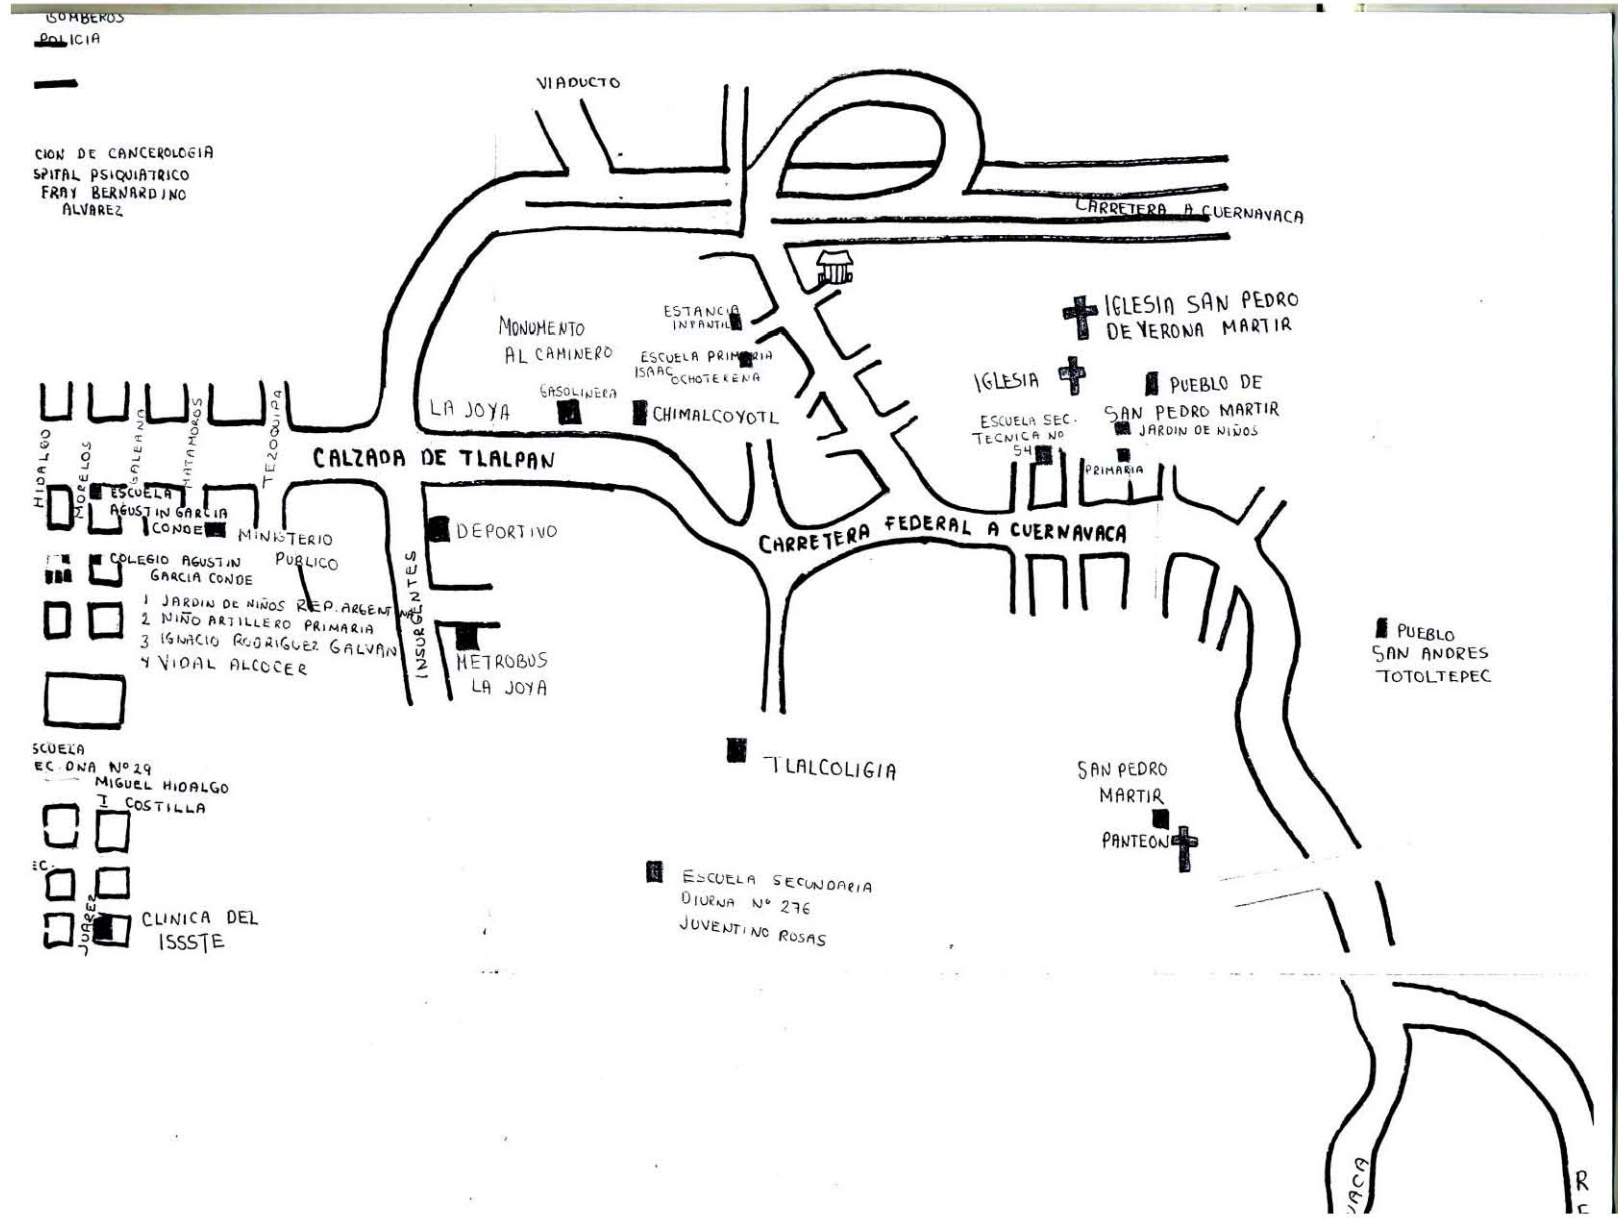 BOMBEROS
POLICIA
CION DE CANCEROLOGIA
SPITAL PSIQUIATRICO
FRAY BERNARDINO
ALVAREZ
VIADUCTO
CARRETERA A CUERNAVACA
MONUMENTO
AL CAMINERO
ESTANCIA
INFANTIL
ESCUELA PRIMARIA
ISAAC OCHOTERENA
GASOLINERA
LA JOYA
CHIMALCOYOTL
IGLESIA SAN PEDRO
DE VERONA MARTIR
IGLESIA
PUEBLO DE
SAN PEDRO MARTIR
ESCUELA SEC.
TECNICA NO
54
JARDIN DE NIÑOS
PRIMARIA
HIDALGO
MORELOS
GALEANA
MATAMOROS
TEZOQUIPA
CALZADA DE TLALPAN
CARRETERA FEDERAL A CUERNAVACA
ESCUELA
AGUSTIN GARCIA
CONDE
MINISTERIO
PUBLICO
COLEGIO AGUSTIN
GARCIA CONDE
1 JARDIN DE NIÑOS REP. ARGENTINA
2 NIÑO ARTILLERO PRIMARIA
3 IGNACIO RODRIGUEZ GALVAN
4 VIDAL ALCOCER
INSURGENTES
DEPORTIVO
METROBUS
LA JOYA
PUEBLO
SAN ANDRES
TOTOLTEPEC
SCUELA
EC. DNA Nº 29
MIGUEL HIDALGO
I COSTILLA
EC.
JUAREZ
CLINICA DEL
ISSSTE
TLALCOLIGIA
SAN PEDRO
MARTIR
PANTEON
ESCUELA SECUNDARIA
DIURNA Nº 276
JUVENTINO ROSAS
VACA
R